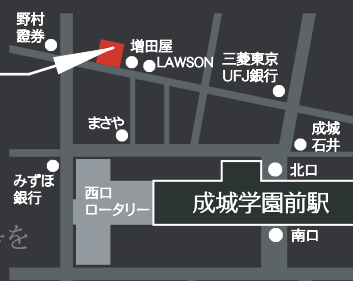 野村
證券
増田屋
LAWSON
三菱東京
UFJ銀行
まさや
成城
石井
みずほ
銀行
西口
ロータリー
北口
成城学園前駅
南口
を